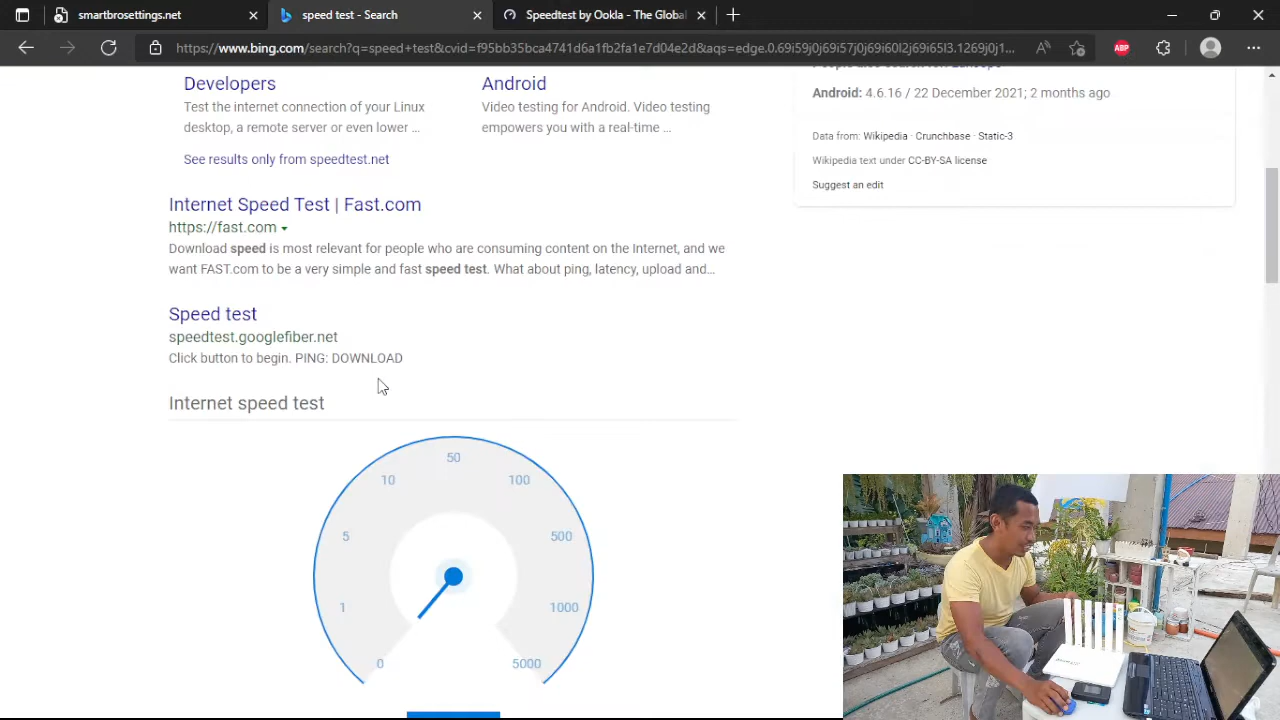 smartbrosettings.net
speed test - Search
Speedtest by Ookla - The Global
https://www.bing.com/search?q=speed+test&cvid=f95bb35bca4741d6a1fb2fa1e7d04e2d&aqs=edge.0.69i59j0j69i57j0j69i60l2j69i65l3.1269j0j1...
ABP
Developers
Test the internet connection of your Linux
desktop, a remote server or even lower ...
Android
Video testing for Android. Video testing
empowers you with a real-time ...
See results only from speedtest.net
Internet Speed Test | Fast.com
https://fast.com
Download speed is most relevant for people who are consuming content on the Internet, and we
want FAST.com to be a very simple and fast speed test. What about ping, latency, upload and...
Speed test
speedtest.googlefiber.net
Click button to begin. PING: DOWNLOAD
Internet speed test
0
1
5
10
50
100
500
1000
5000
Android: 4.6.16 / 22 December 2021; 2 months ago
Data from: Wikipedia · Crunchbase · Static-3
Wikipedia text under CC-BY-SA license
Suggest an edit